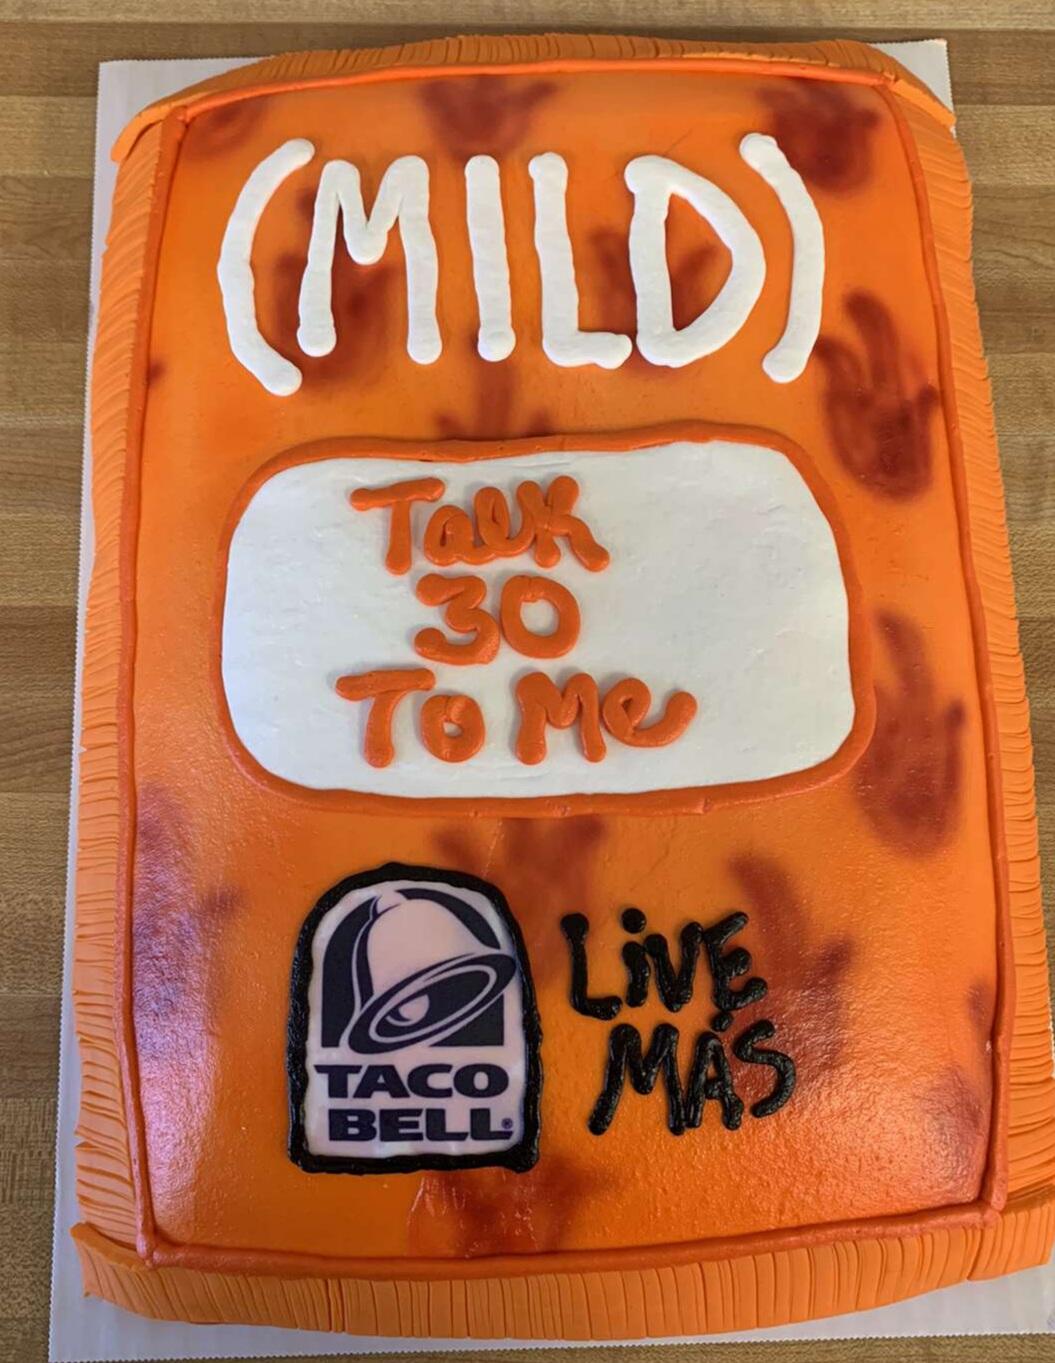 (MILD)
Talk
30
To Me
TACO
BELL®
LiVE
MÁS